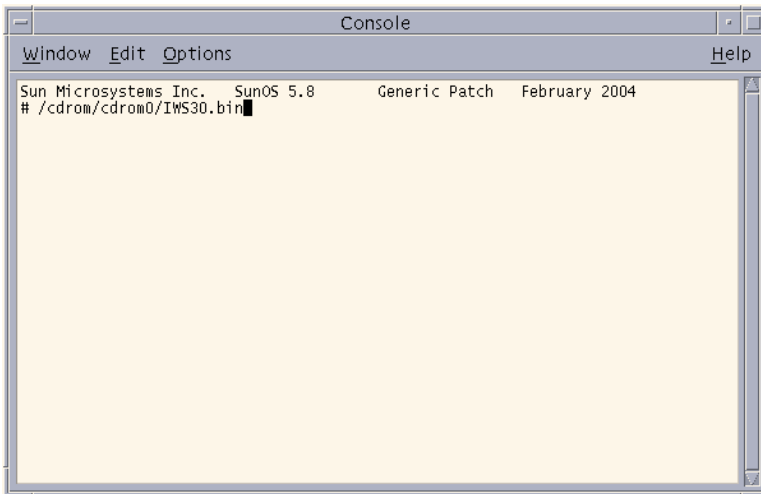 Console
Window Edit Options Help
Sun Microsystems Inc. SunOS 5.8 Generic Patch February 2004
# /cdrom/cdrom0/IWS30.bin